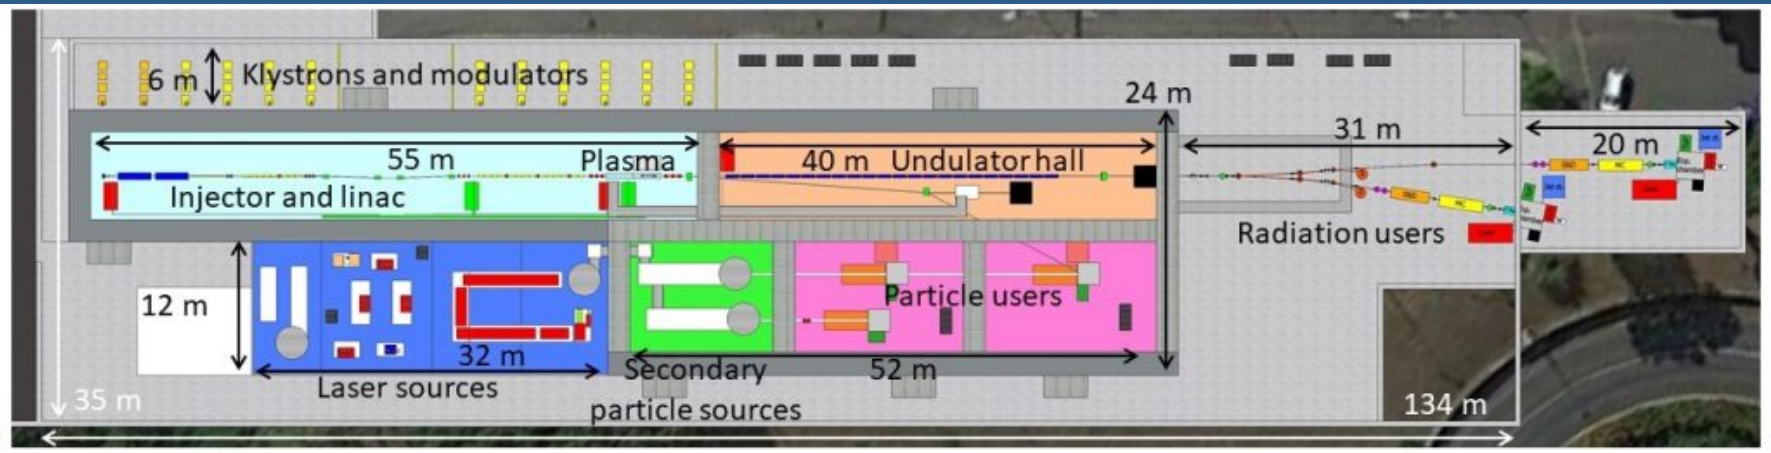 6 m
Klystrons and modulators
24 m
31 m
20 m
55 m
Plasma
40 m
Undulator hall
Injector and linac
Radiation users
12 m
Particle users
32 m
52 m
Laser sources
Secondary
particle sources
35 m
134 m